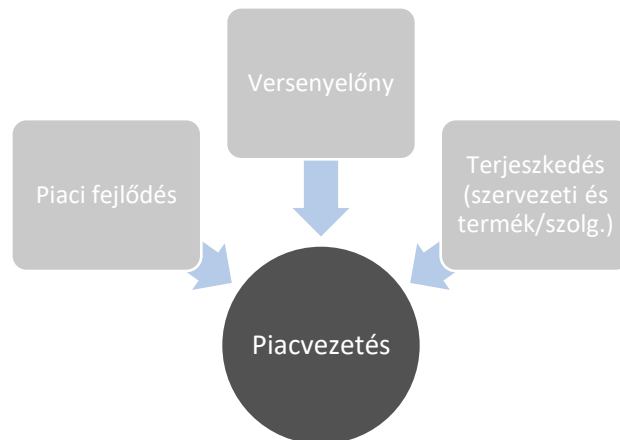 Versenyelőny
Piaci fejlődés
Terjeszkedés
(szervezeti és
termék/szolg.)
Piacvezetés